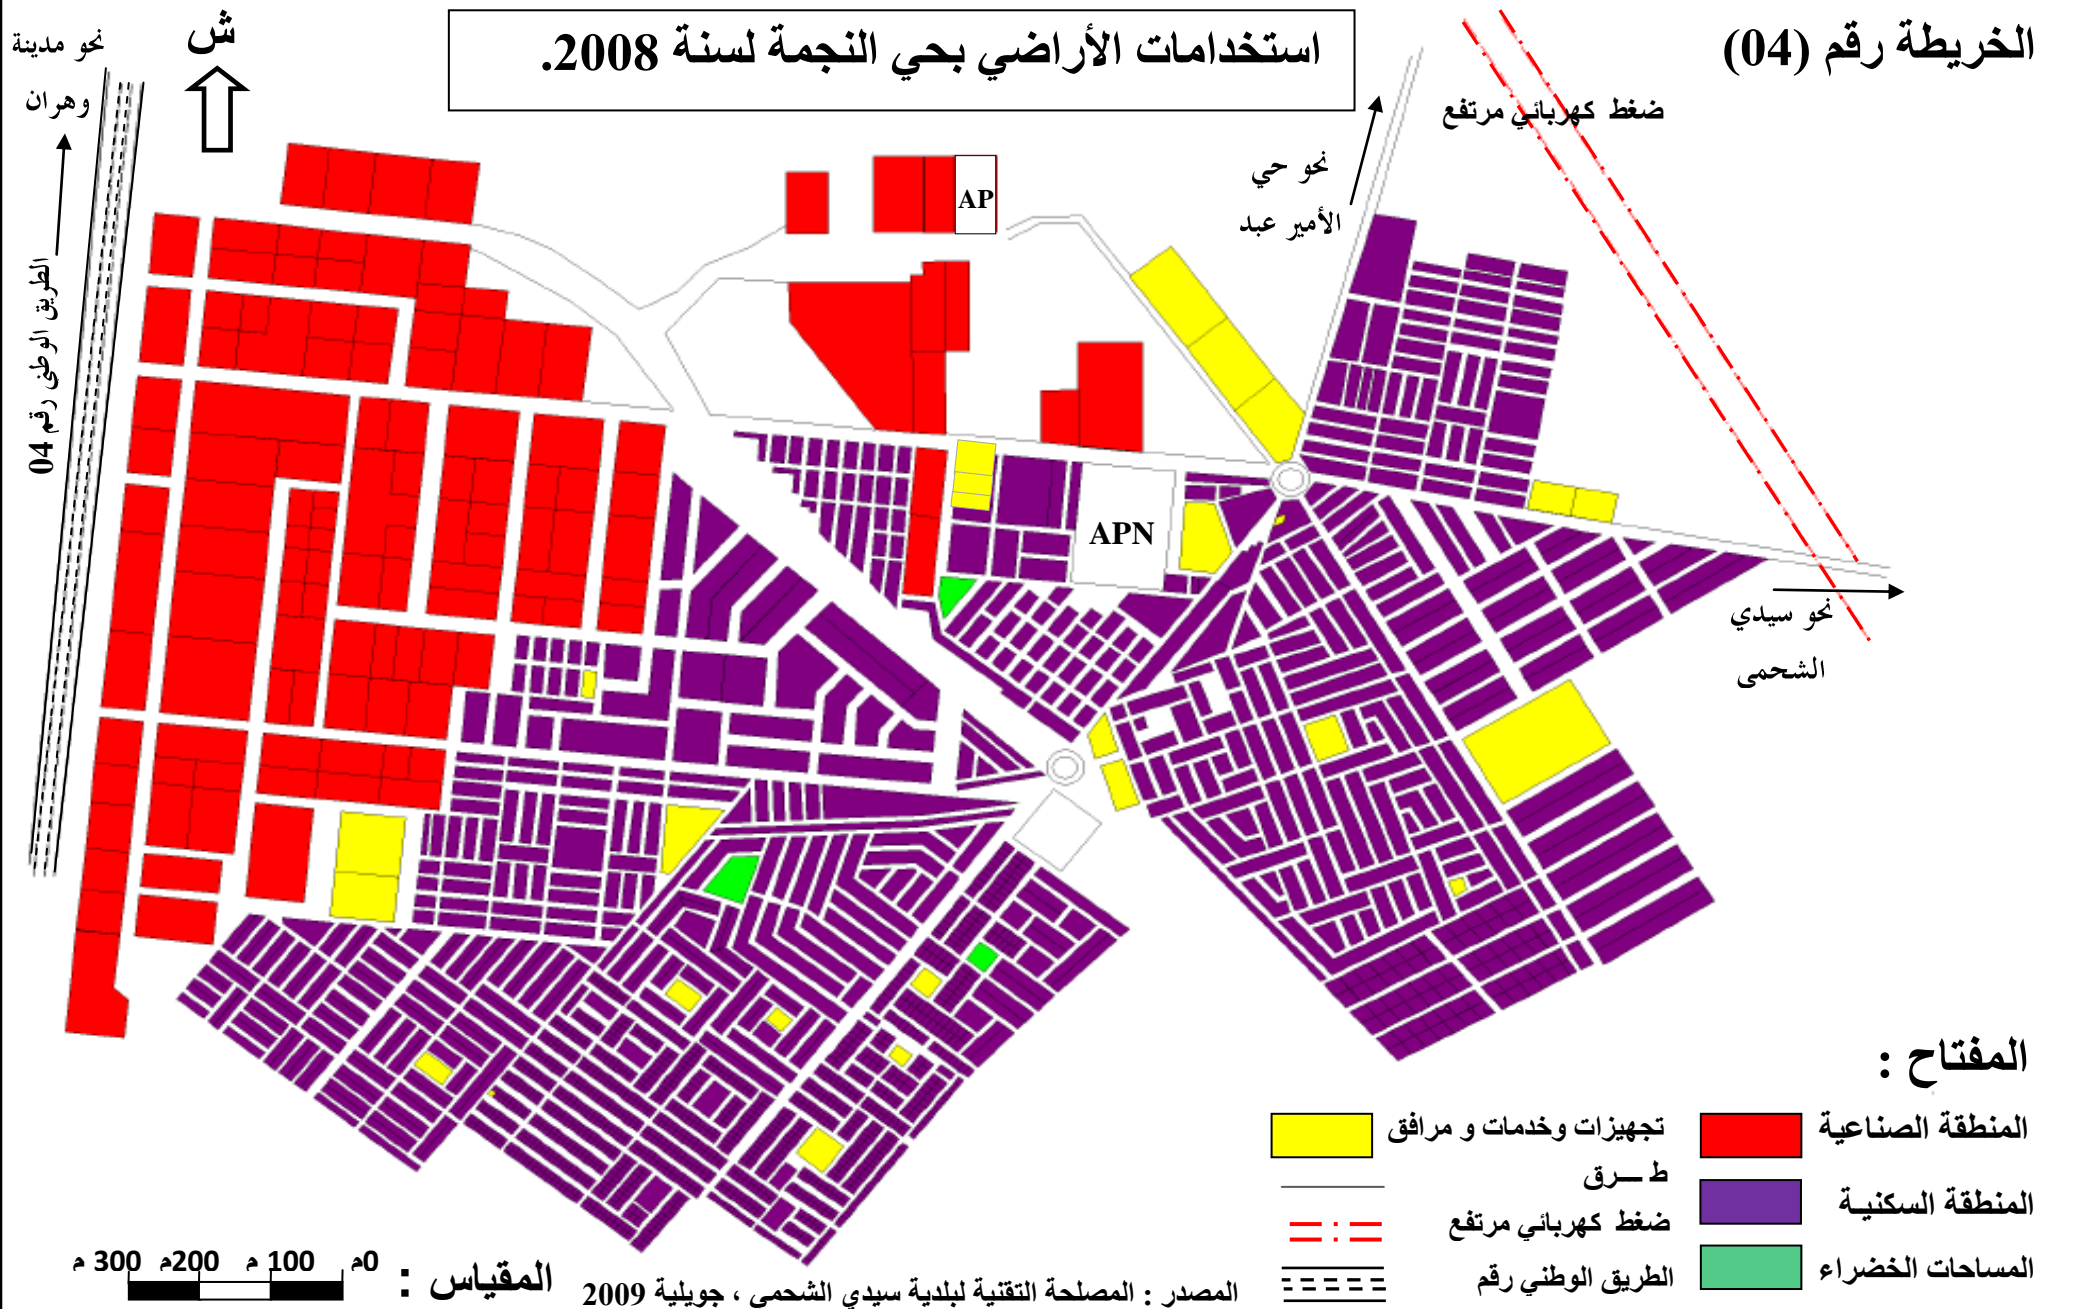 الخريطة رقم (04)
استخدامات الأراضي بحي النجمة لسنة 2008.
ش
نحو مدينة
وهران
الطريق الوطني رقم 04
ضغط كهربائي مرتفع
نحو حي
الأمير عبد
AP
APN
نحو سيدي
الشحمي
المفتاح :
المنطقة الصناعية
المنطقة السكنيـة
المساحات الخضراء
تجهيزات وخدمات و مرافق
ط ـــرق
ضغط كهربائي مرتفع
الطريق الوطني رقم
المقياس :
0م 100 م 200م 300 م
المصدر : المصلحة التقنية لبلدية سيدي الشحمي ، جويلية 2009